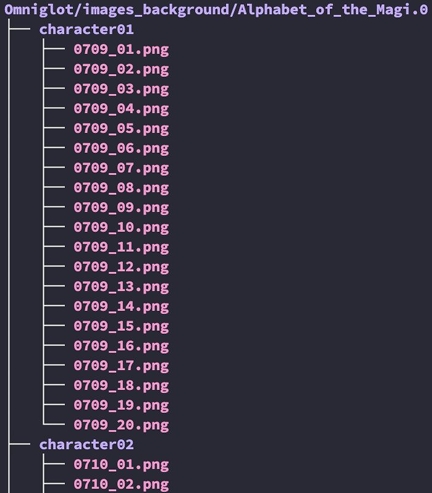 Omniglot/images_background/Alphabet_of_the_Magi.0
├── character01
│   ├── 0709_01.png
│   ├── 0709_02.png
│   ├── 0709_03.png
│   ├── 0709_04.png
│   ├── 0709_05.png
│   ├── 0709_06.png
│   ├── 0709_07.png
│   ├── 0709_08.png
│   ├── 0709_09.png
│   ├── 0709_10.png
│   ├── 0709_11.png
│   ├── 0709_12.png
│   ├── 0709_13.png
│   ├── 0709_14.png
│   ├── 0709_15.png
│   ├── 0709_16.png
│   ├── 0709_17.png
│   ├── 0709_18.png
│   ├── 0709_19.png
│   └── 0709_20.png
├── character02
│   ├── 0710_01.png
│   ├── 0710_02.png